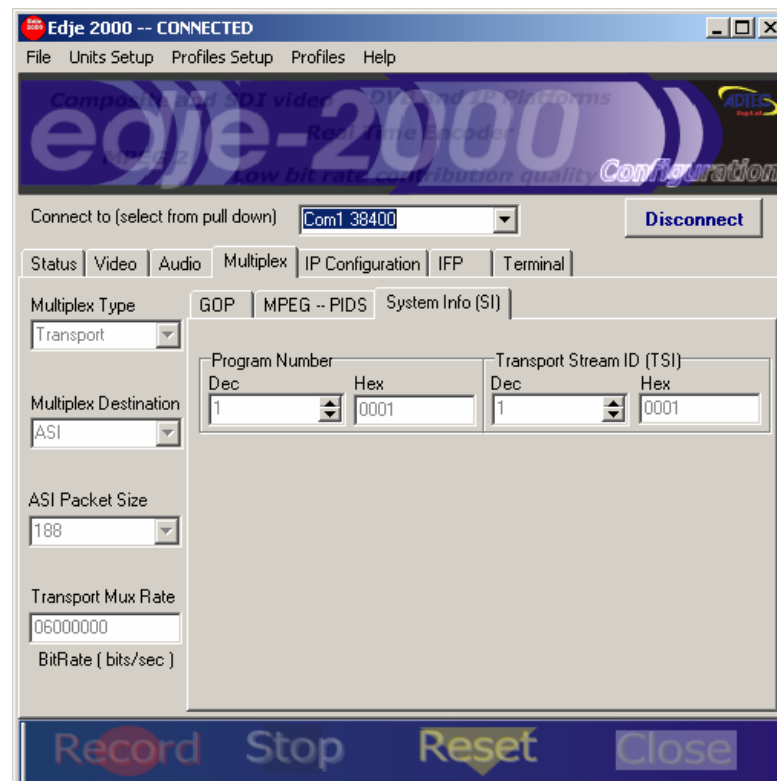 Edje 2000 -- CONNECTED
File Units Setup Profiles Setup Profiles Help
Composite and SDI video DVB and IP Platforms
Real Time Encoder
MPEG 2
Low bit rate contribution quality
edje-2000
ADTEC
Configuration
Connect to (select from pull down) Com1 38400 Disconnect
Status Video Audio Multiplex IP Configuration IFP Terminal
Multiplex Type
Transport
Multiplex Destination
ASI
ASI Packet Size
188
Transport Mux Rate
06000000
BitRate ( bits/sec )
GOP MPEG -- PIDS System Info (SI)
Program Number Transport Stream ID (TSI)
Dec Hex Dec Hex
1 0001 1 0001
Record Stop Reset Close